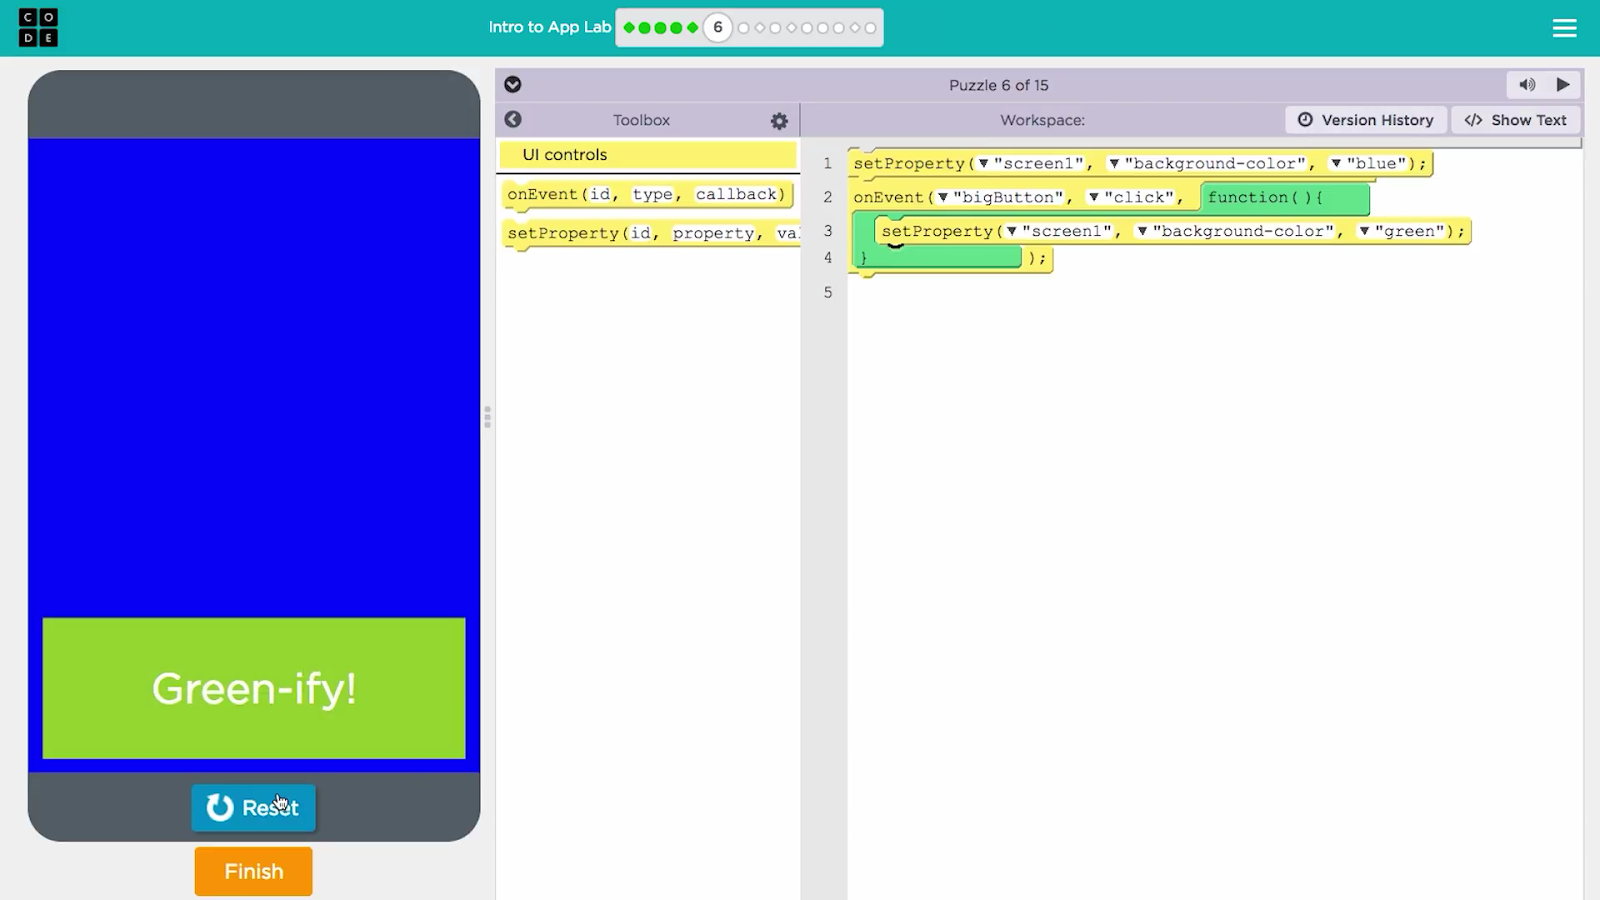 CO
DE
Intro to App Lab
6
Puzzle 6 of 15
Toolbox
Workspace:
Version History
</> Show Text
UI controls
onEvent(id, type, callback)
setProperty(id, property, va
1 setProperty(▼"screen1", ▼"background-color", ▼"blue");
2 onEvent(▼"bigButton", ▼"click", function(){
3 setProperty(▼"screen1", ▼"background-color", ▼"green");
4 } );
5
Green-ify!
Reset
Finish